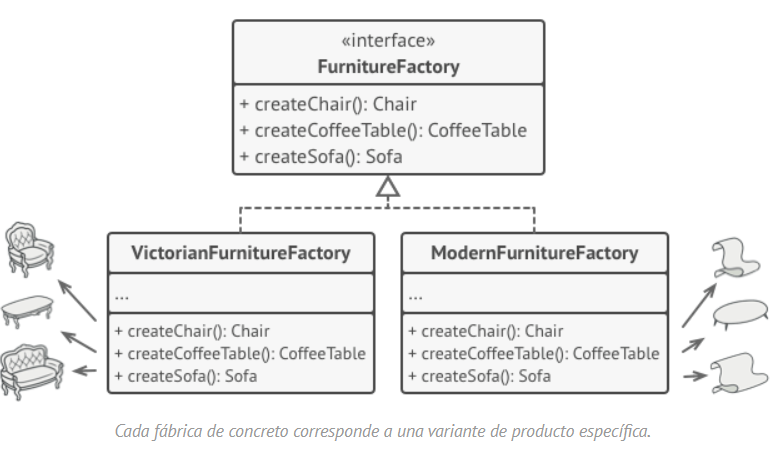 «interface»
FurnitureFactory
+ createChair(): Chair
+ createCoffeeTable(): CoffeeTable
+ createSofa(): Sofa
VictorianFurnitureFactory
...
+ createChair(): Chair
+ createCoffeeTable(): CoffeeTable
+ createSofa(): Sofa
ModernFurnitureFactory
...
+ createChair(): Chair
+ createCoffeeTable(): CoffeeTable
+ createSofa(): Sofa
Cada fábrica de concreto corresponde a una variante de producto específica.